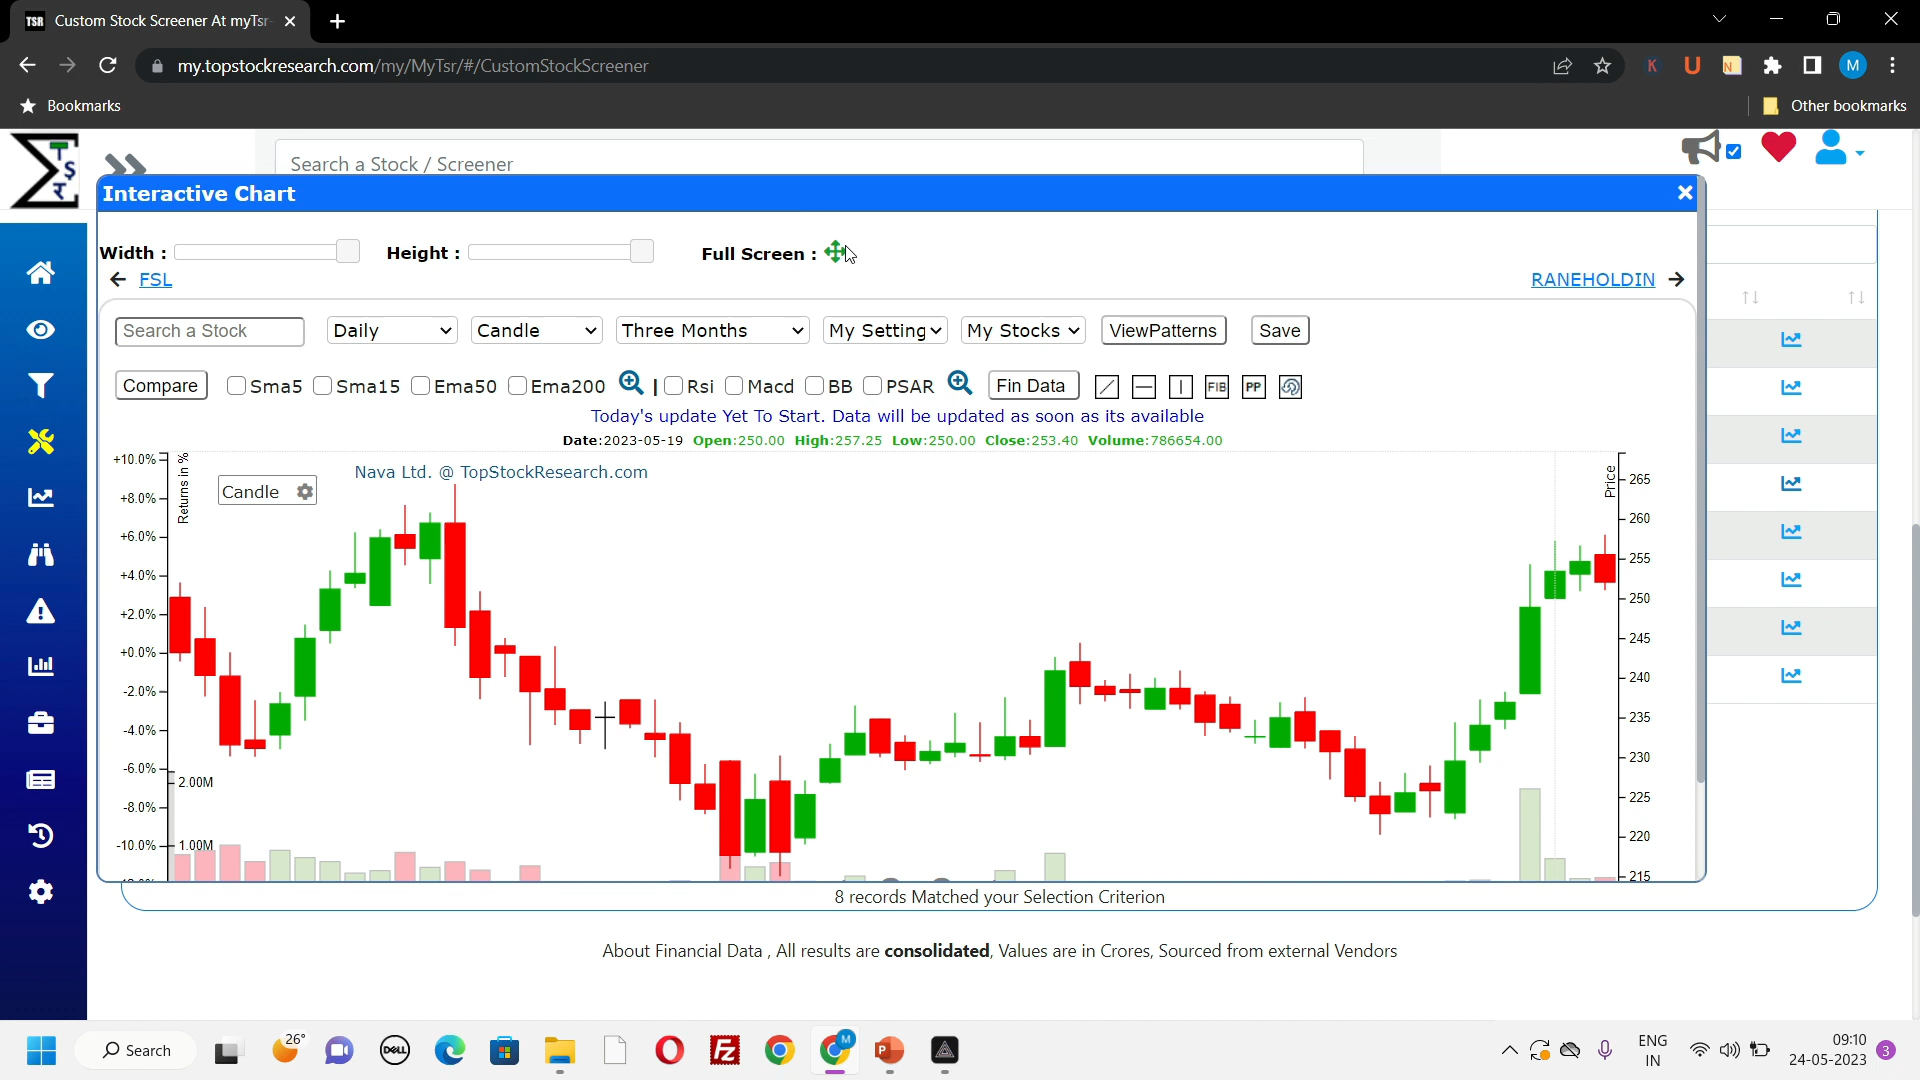 TSR Custom Stock Screener At myTsr
my.topstockresearch.com/my/MyTsr/#/CustomStockScreener
K U N M
Bookmarks
Other bookmarks
Search a Stock / Screener
Interactive Chart
Width : Height : Full Screen :
FSL RANEHOLDIN
Search a Stock Daily Candle Three Months My Setting My Stocks ViewPatterns Save
Compare Sma5 Sma15 Ema50 Ema200 | Rsi Macd BB PSAR Fin Data FIB PP
Today's update Yet To Start. Data will be updated as soon as its available
Date:2023-05-19 Open:250.00 High:257.25 Low:250.00 Close:253.40 Volume:786654.00
Nava Ltd. @ TopStockResearch.com
Candle
Returns in %
+10.0%
+8.0%
+6.0%
+4.0%
+2.0%
+0.0%
-2.0%
-4.0%
-6.0%
-8.0%
-10.0%
2.00M
1.00M
Price
265
260
255
250
245
240
235
230
225
220
215
8 records Matched your Selection Criterion
About Financial Data , All results are consolidated, Values are in Crores, Sourced from external Vendors
Search
26°
DELL
Fz
M
P
ENG
IN
09:10
24-05-2023
3